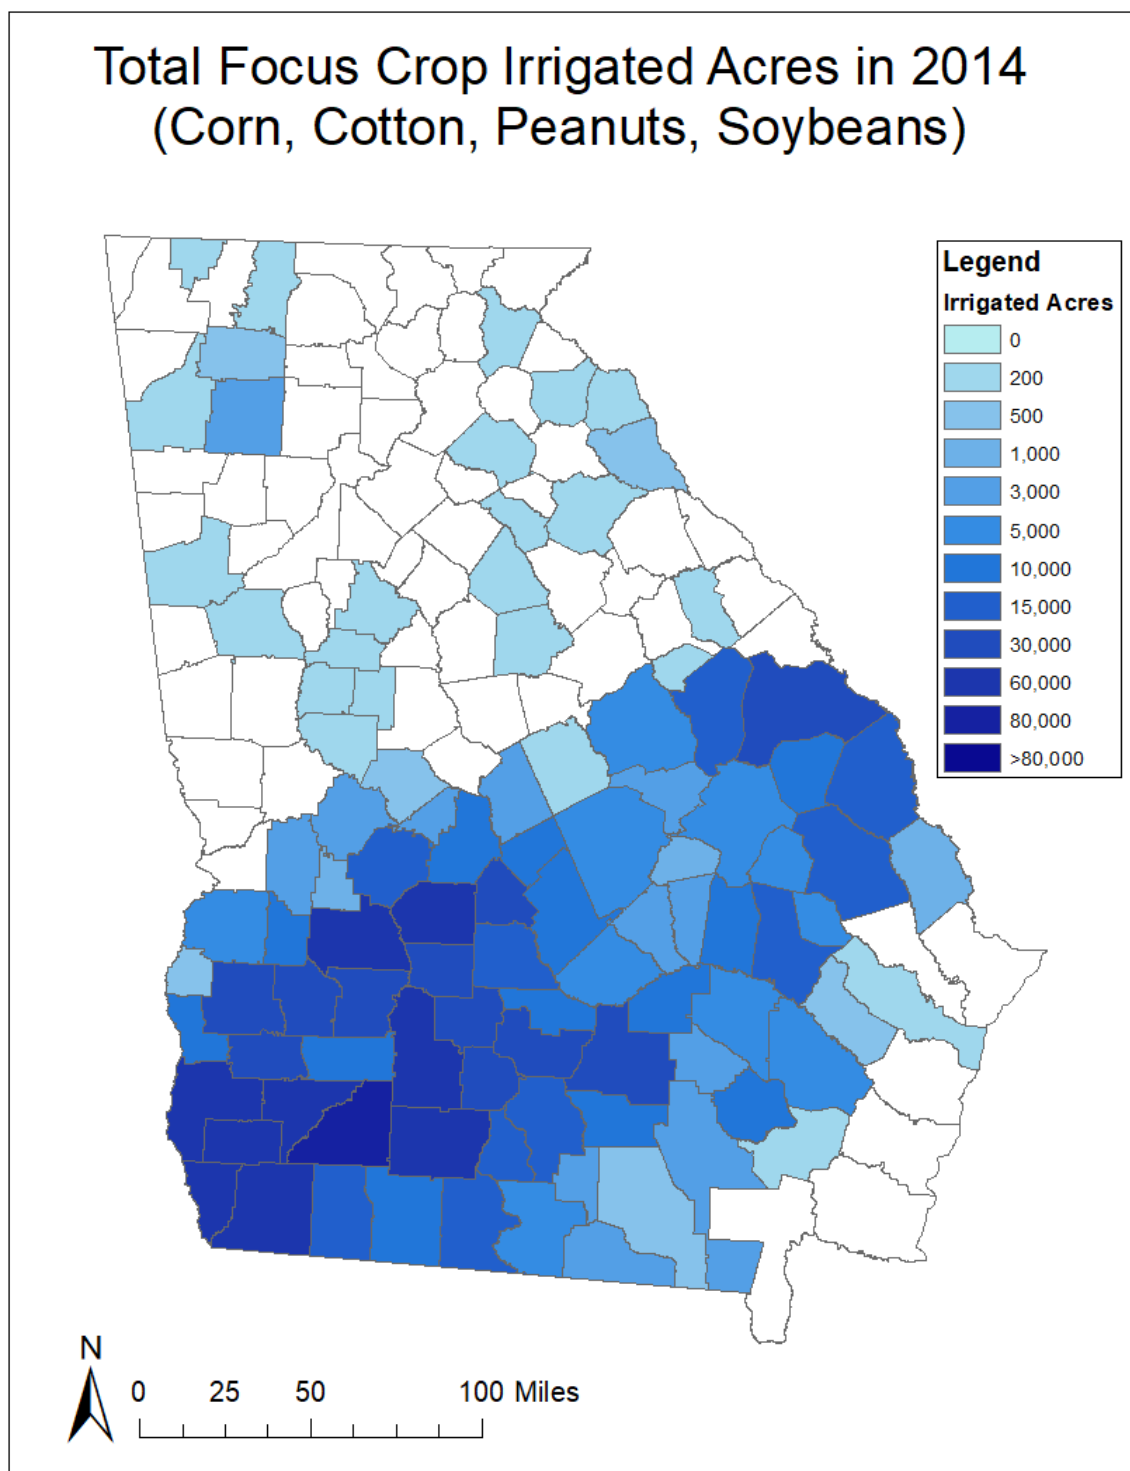 Total Focus Crop Irrigated Acres in 2014
(Corn, Cotton, Peanuts, Soybeans)
Legend
Irrigated Acres
0
200
500
1,000
3,000
5,000
10,000
15,000
30,000
60,000
80,000
>80,000
N
0 25 50 100 Miles